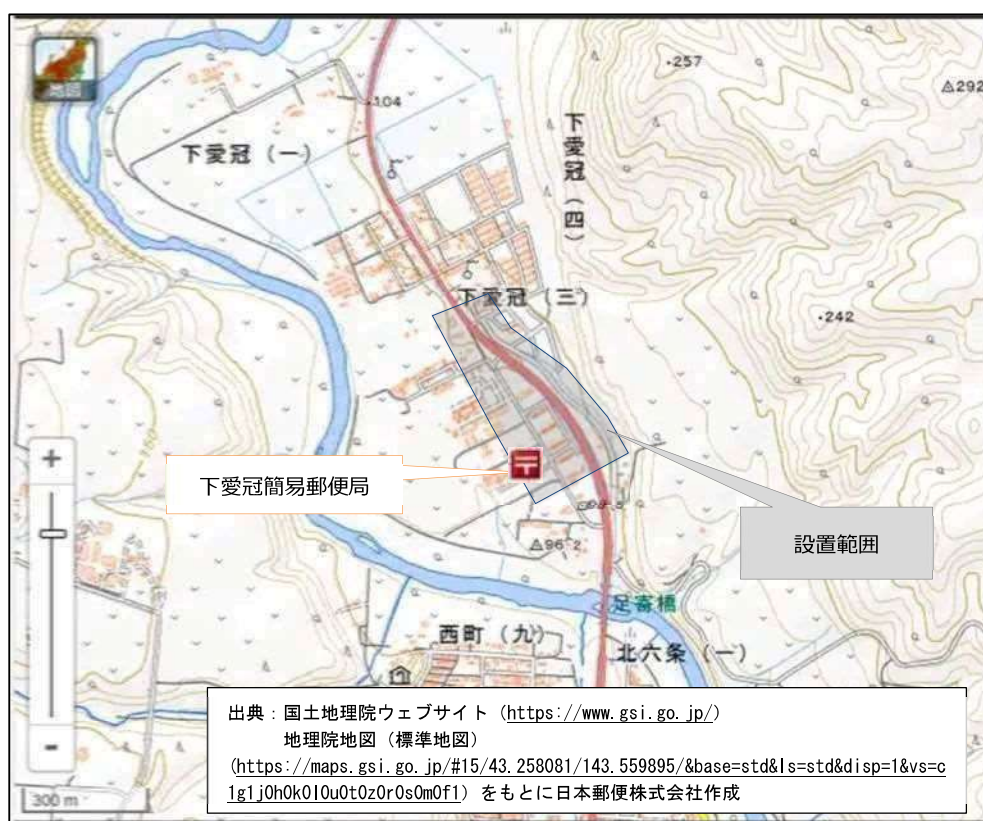 ・257
△292
104
下愛冠（一）
下愛冠（四）
下愛冠（三）
・242
下愛冠簡易郵便局
〒
設置範囲
△96.2
足寄橋
西町（九）
北六条（一）
+
-
300 m
出典：国土地理院ウェブサイト（https://www.gsi.go.jp/）
地理院地図（標準地図）
(https://maps.gsi.go.jp/#15/43.258081/143.559895/&base=std&ls=std&disp=1&vs=c
1g1j0h0k0l0u0t0z0r0s0m0f1) をもとに日本郵便株式会社作成